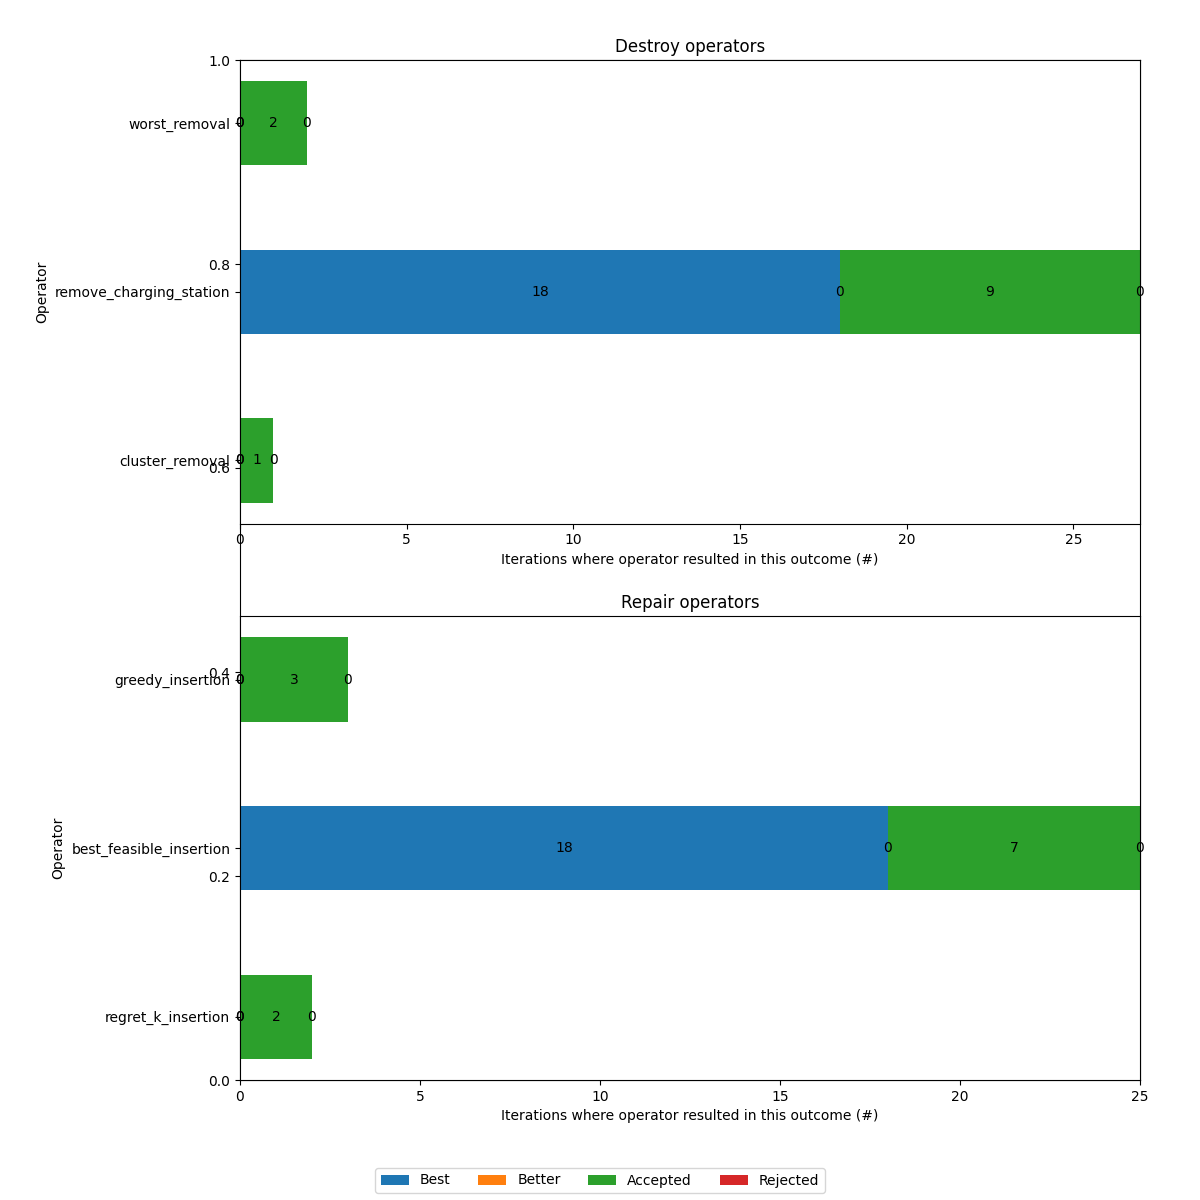 Destroy operators
1.0
worst_removal
0 2 0
0.8
Operator
remove_charging_station
18 0 9 0
cluster_removal
0 1 0
0.6
0 5 10 15 20 25
Iterations where operator resulted in this outcome (#)
Repair operators
0.4
greedy_insertion
0 3 0
Operator
best_feasible_insertion
18 0 7 0
0.2
regret_k_insertion
0 2 0
0.0
0 5 10 15 20 25
Iterations where operator resulted in this outcome (#)
Best Better Accepted Rejected